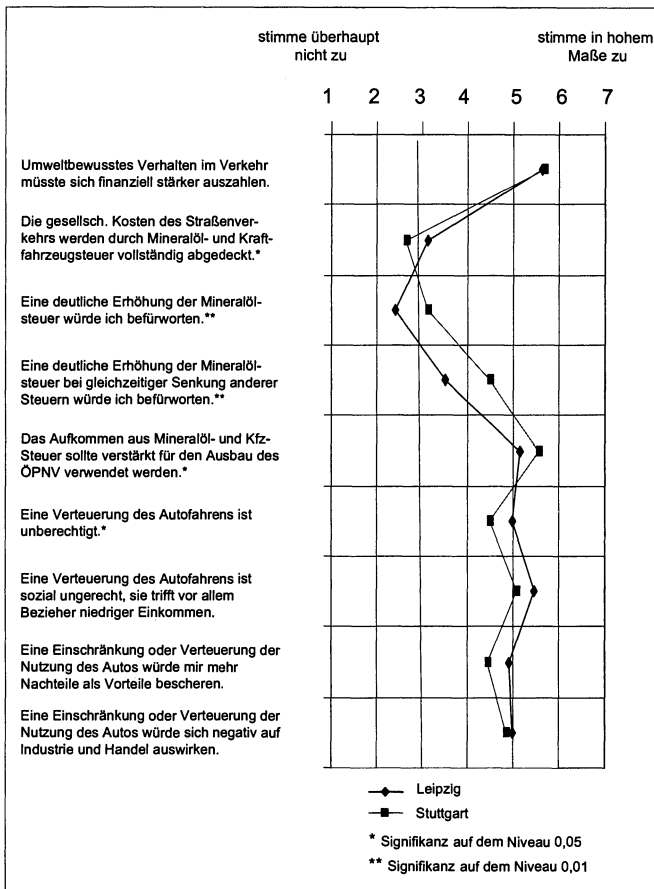 stimme überhaupt
nicht zu
stimme in hohem
Maße zu
1 2 3 4 5 6 7
Umweltbewusstes Verhalten im Verkehr
müsste sich finanziell stärker auszahlen.
Die gesellsch. Kosten des Straßenver-
kehrs werden durch Mineralöl- und Kraft-
fahrzeugsteuer vollständig abgedeckt.*
Eine deutliche Erhöhung der Mineralöl-
steuer würde ich befürworten.**
Eine deutliche Erhöhung der Mineralöl-
steuer bei gleichzeitiger Senkung anderer
Steuern würde ich befürworten.**
Das Aufkommen aus Mineralöl- und Kfz-
Steuer sollte verstärkt für den Ausbau des
ÖPNV verwendet werden.*
Eine Verteuerung des Autofahrens ist
unberechtigt.*
Eine Verteuerung des Autofahrens ist
sozial ungerecht, sie trifft vor allem
Bezieher niedriger Einkommen.
Eine Einschränkung oder Verteuerung der
Nutzung des Autos würde mir mehr
Nachteile als Vorteile bescheren.
Eine Einschränkung oder Verteuerung der
Nutzung des Autos würde sich negativ auf
Industrie und Handel auswirken.
Leipzig
Stuttgart
* Signifikanz auf dem Niveau 0,05
** Signifikanz auf dem Niveau 0,01